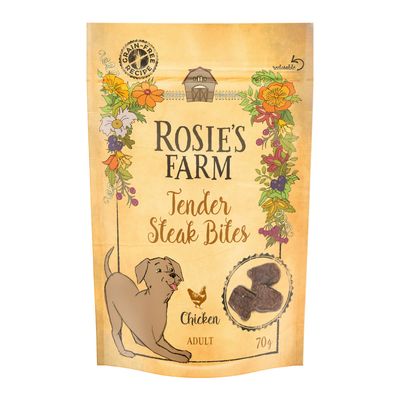 GRAIN-FREE
RECIPE
resealable
ROSIE'S
FARM
Tender
Steak Bites
Chicken
ADULT
70g